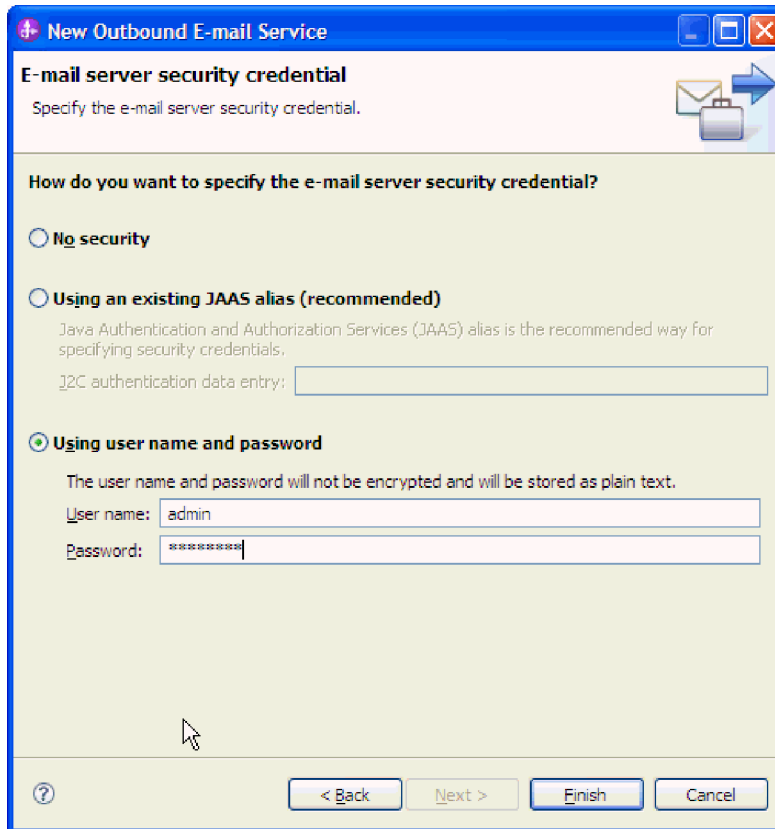 New Outbound E-mail Service
E-mail server security credential
Specify the e-mail server security credential.
How do you want to specify the e-mail server security credential?
No security
Using an existing JAAS alias (recommended)
Java Authentication and Authorization Services (JAAS) alias is the recommended way for
specifying security credentials.
J2C authentication data entry:
Using user name and password
The user name and password will not be encrypted and will be stored as plain text.
User name: admin
Password: ********
?
< Back Next > Finish Cancel